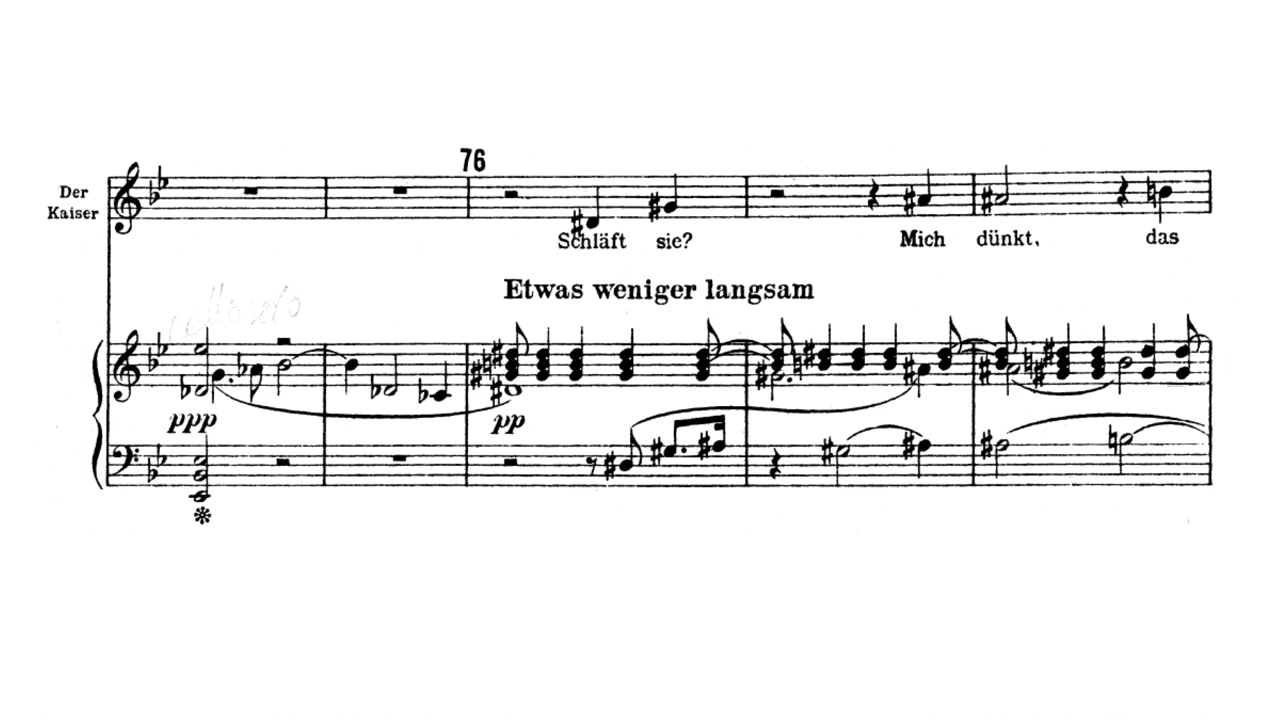 76
Der
Kaiser
Schläft sie? Mich dünkt, das
Etwas weniger langsam
ppp
pp